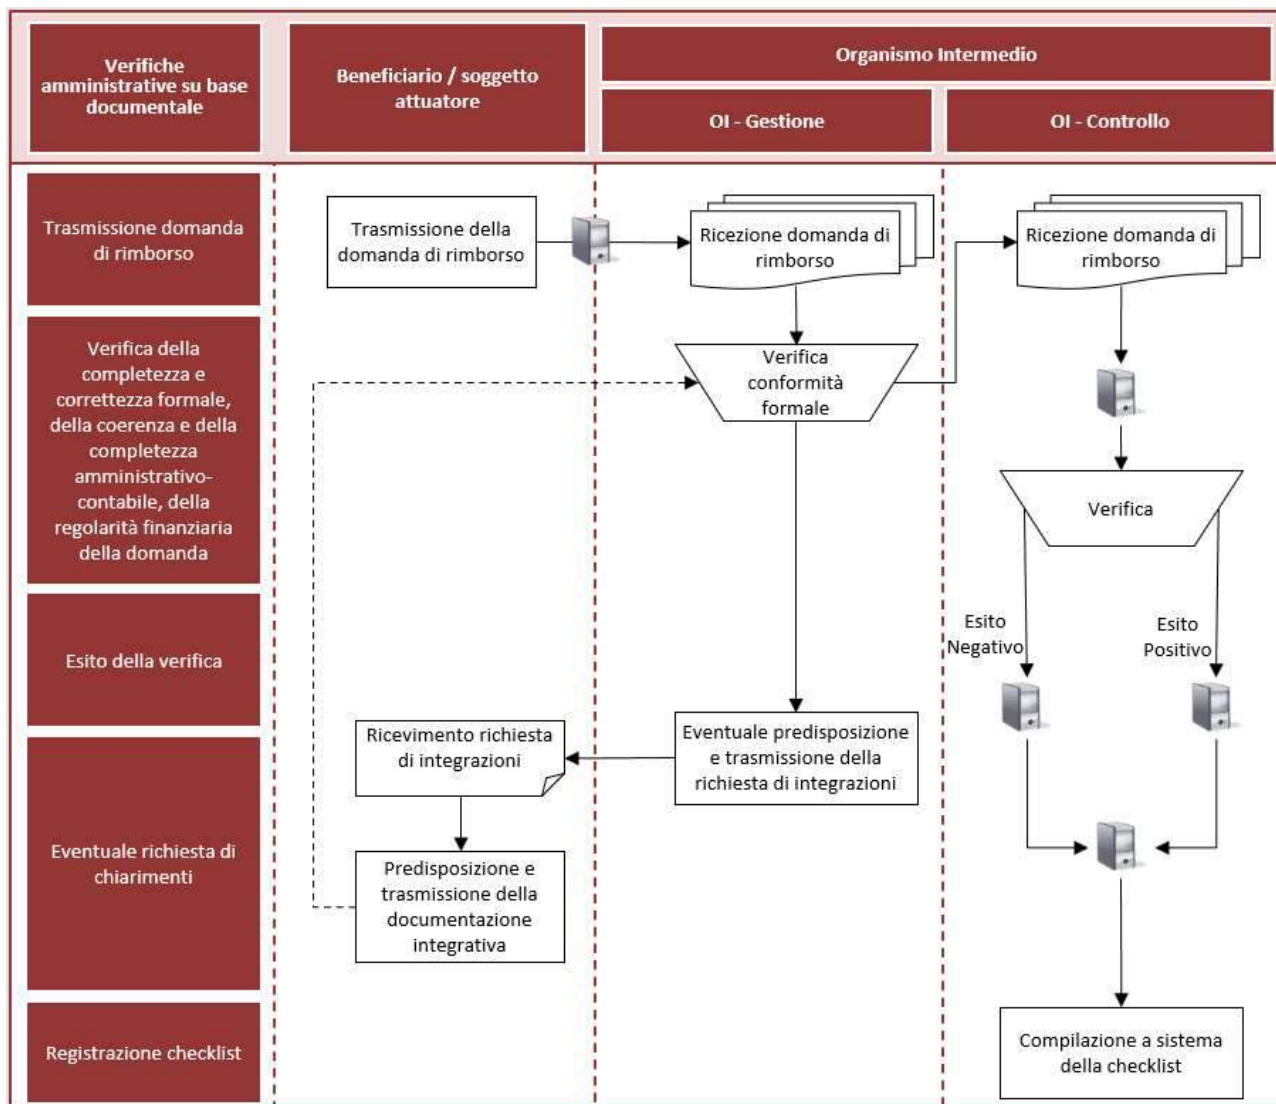 Verifiche
amministrative su base
documentale
Beneficiario / soggetto
attuatore
Organismo Intermedio
OI - Gestione
OI - Controllo
Trasmissione domanda
di rimborso
Trasmissione della
domanda di rimborso
Ricezione domanda di
rimborso
Ricezione domanda di
rimborso
Verifica della
completezza e
correttezza formale,
della coerenza e della
completezza
amministrativo-
contabile, della
regolarità finanziaria
della domanda
Verifica
conformità
formale
Verifica
Esito della verifica
Esito
Negativo
Esito
Positivo
Eventuale richiesta di
chiarimenti
Ricevimento richiesta
di integrazioni
Eventuale predisposizione
e trasmissione della
richiesta di integrazioni
Predisposizione e
trasmissione della
documentazione
integrativa
Registrazione checklist
Compilazione a sistema
della checklist